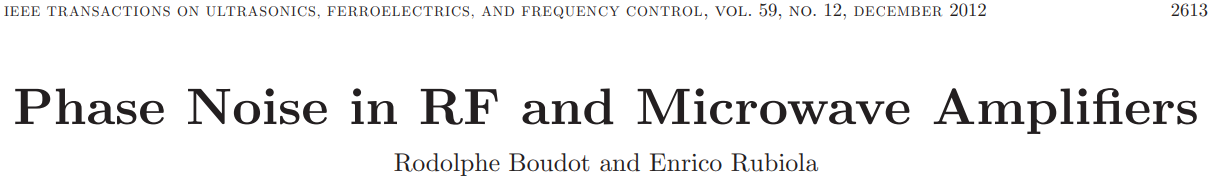 IEEE TRANSACTIONS ON ULTRASONICS, FERROELECTRICS, AND FREQUENCY CONTROL, VOL. 59, NO. 12, DECEMBER 2012 2613
Phase Noise in RF and Microwave Amplifiers
Rodolphe Boudot and Enrico Rubiola